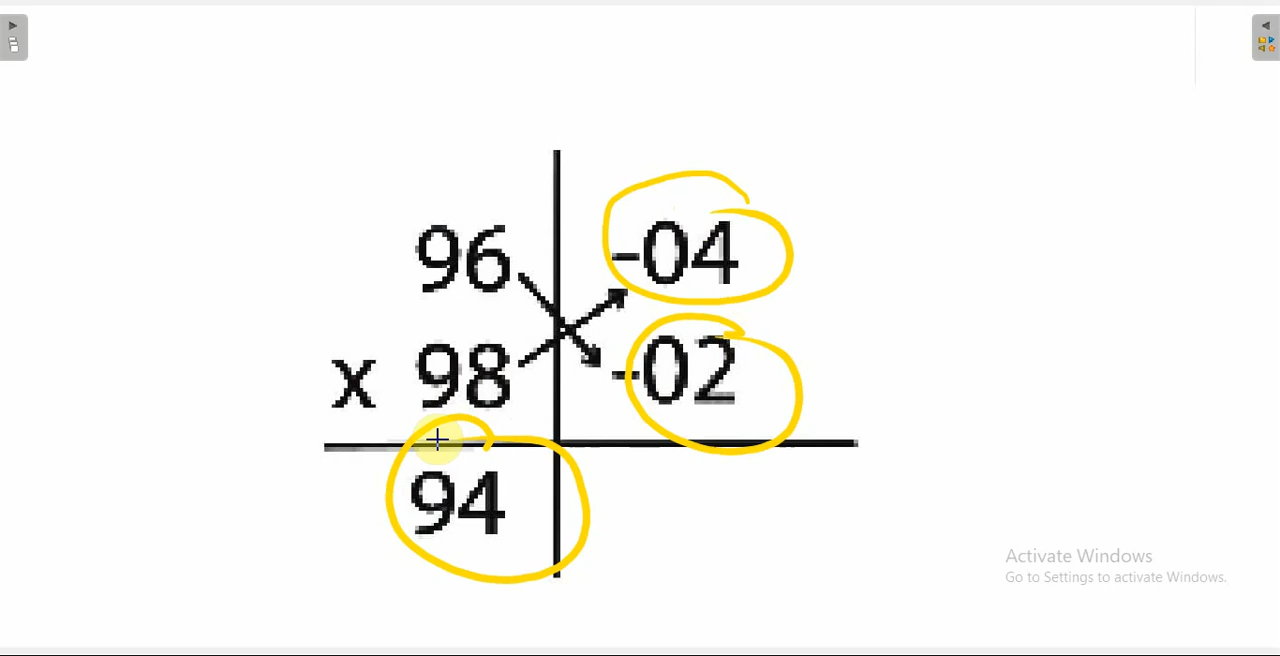 96 -04
x 98 -02
94
Activate Windows
Go to Settings to activate Windows.